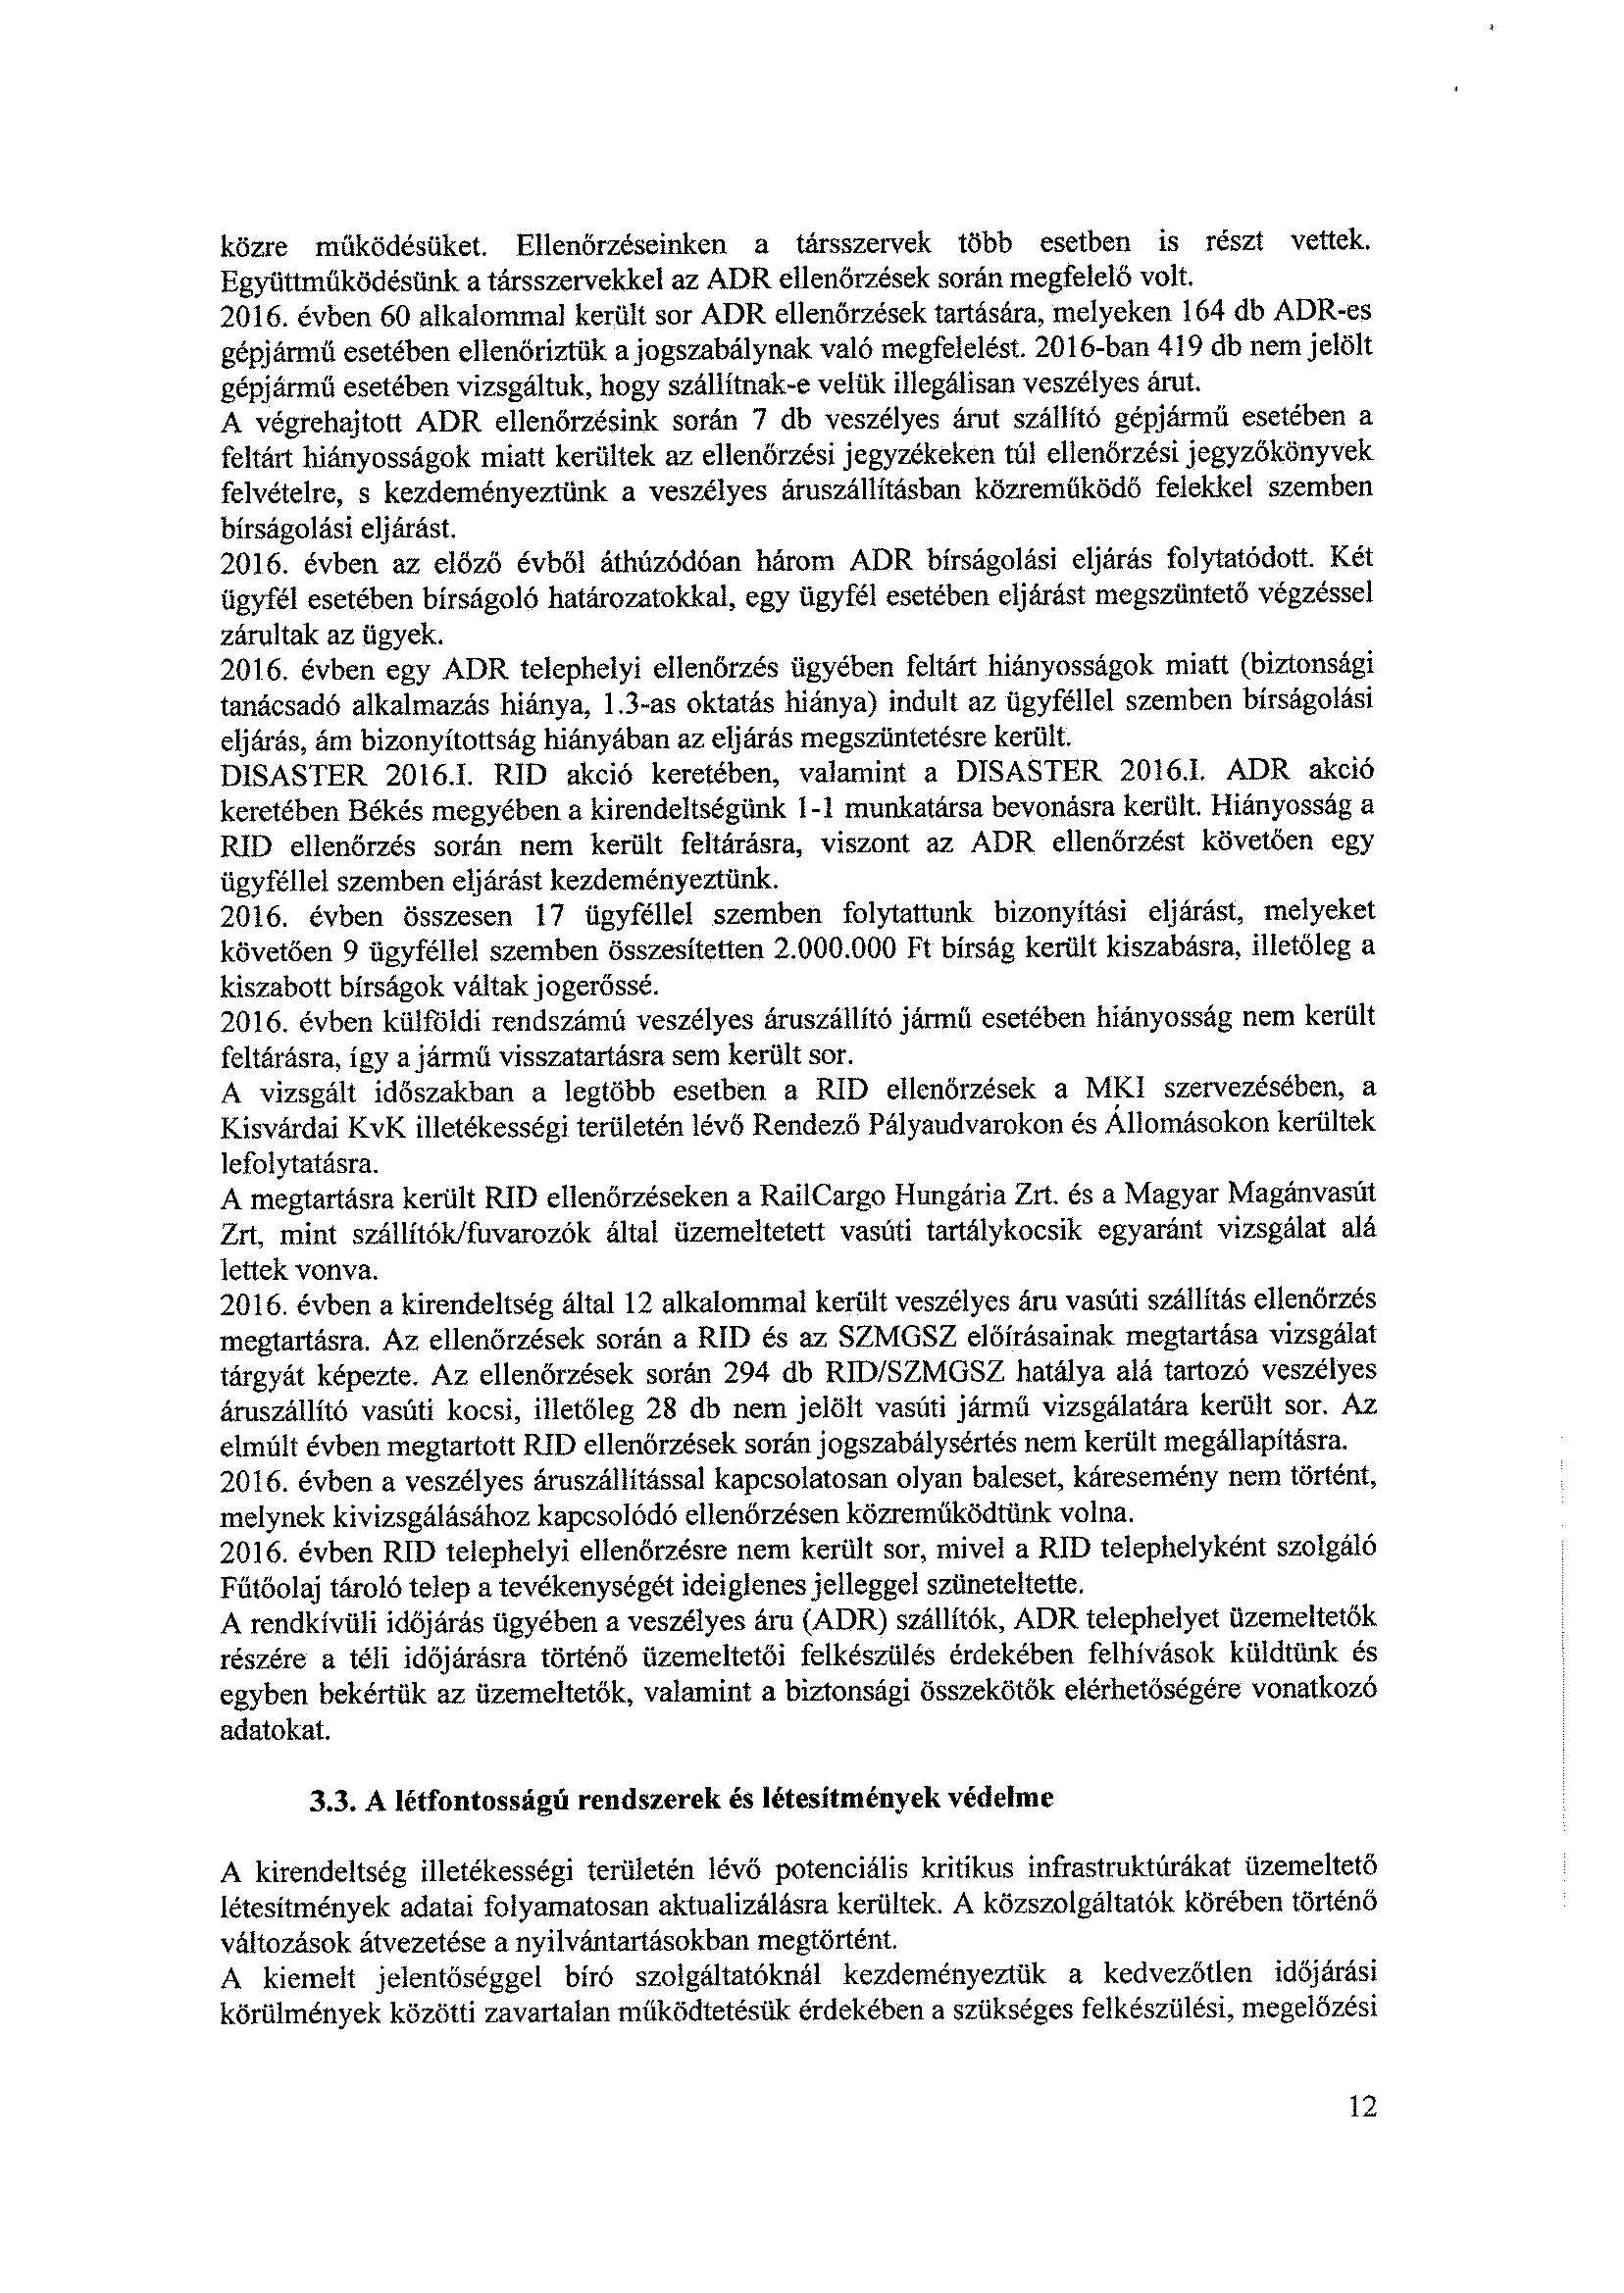 közre működésüket. Ellenőrzéseinken a társszervek több esetben is részt vettek.
Együttműködésünk a társszervekkel az ADR ellenőrzések során megfelelő volt.
2016. évben 60 alkalommal került sor ADR ellenőrzések tartására, melyeken 164 db ADR-es
gépjármű esetében ellenőriztük a jogszabálynak való megfelelést. 2016-ban 419 db nem jelölt
gépjármű esetében vizsgáltuk, hogy szállítnak-e velük illegálisan veszélyes árut.
A végrehajtott ADR ellenőrzésink során 7 db veszélyes árut szállító gépjármű esetében a
feltárt hiányosságok miatt kerültek az ellenőrzési jegyzékeken túl ellenőrzési jegyzőkönyvek
felvételre, s kezdeményeztünk a veszélyes áruszállításban közreműködő felekkel szemben
bírságolási eljárást.
2016. évben az előző évből áthúzódóan három ADR bírságolási eljárás folytatódott. Két
ügyfél esetében bírságoló határozatokkal, egy ügyfél esetében eljárást megszüntető végzéssel
zárultak az ügyek.
2016. évben egy ADR telephelyi ellenőrzés ügyében feltárt hiányosságok miatt (biztonsági
tanácsadó alkalmazás hiánya, 1.3-as oktatás hiánya) indult az ügyféllel szemben bírságolási
eljárás, ám bizonyítottság hiányában az eljárás megszüntetésre került.
DISASTER 2016.I. RID akció keretében, valamint a DISASTER 2016.I. ADR akció
keretében Békés megyében a kirendeltségünk 1-1 munkatársa bevonásra került. Hiányosság a
RID ellenőrzés során nem került feltárásra, viszont az ADR ellenőrzést követően egy
ügyféllel szemben eljárást kezdeményeztünk.
2016. évben összesen 17 ügyféllel szemben folytattunk bizonyítási eljárást, melyeket
követően 9 ügyféllel szemben összesítetten 2.000.000 Ft bírság került kiszabásra, illetőleg a
kiszabott bírságok váltak jogerőssé.
2016. évben külföldi rendszámú veszélyes áruszállító jármű esetében hiányosság nem került
feltárásra, így a jármű visszatartásra sem került sor.
A vizsgált időszakban a legtöbb esetben a RID ellenőrzések a MKI szervezésében, a
Kisvárdai KvK illetékességi területén lévő Rendező Pályaudvarokon és Állomásokon kerültek
lefolytatásra.
A megtartásra került RID ellenőrzéseken a RailCargo Hungária Zrt. és a Magyar Magánvasút
Zrt, mint szállítók/fuvarozók által üzemeltetett vasúti tartálykocsik egyaránt vizsgálat alá
lettek vonva.
2016. évben a kirendeltség által 12 alkalommal került veszélyes áru vasúti szállítás ellenőrzés
megtartásra. Az ellenőrzések során a RID és az SZMGSZ előírásainak megtartása vizsgálat
tárgyát képezte. Az ellenőrzések során 294 db RID/SZMGSZ hatálya alá tartozó veszélyes
áruszállító vasúti kocsi, illetőleg 28 db nem jelölt vasúti jármű vizsgálatára került sor. Az
elmúlt évben megtartott RID ellenőrzések során jogszabálysértés nem került megállapításra.
2016. évben a veszélyes áruszállítással kapcsolatosan olyan baleset, káresemény nem történt,
melynek kivizsgálásához kapcsolódó ellenőrzésen közreműködtünk volna.
2016. évben RID telephelyi ellenőrzésre nem került sor, mivel a RID telephelyként szolgáló
Fűtőolaj tároló telep a tevékenységét ideiglenes jelleggel szüneteltette.
A rendkívüli időjárás ügyében a veszélyes áru (ADR) szállítók, ADR telephelyet üzemeltetők
részére a téli időjárásra történő üzemeltetői felkészülés érdekében felhívások küldtünk és
egyben bekértük az üzemeltetők, valamint a biztonsági összekötők elérhetőségére vonatkozó
adatokat.
3.3. A létfontosságú rendszerek és létesítmények védelme
A kirendeltség illetékességi területén lévő potenciális kritikus infrastruktúrákat üzemeltető
létesítmények adatai folyamatosan aktualizálásra kerültek. A közszolgáltatók körében történő
változások átvezetése a nyilvántartásokban megtörtént.
A kiemelt jelentőséggel bíró szolgáltatóknál kezdeményeztük a kedvezőtlen időjárási
körülmények közötti zavartalan működtetésük érdekében a szükséges felkészülési, megelőzési
12